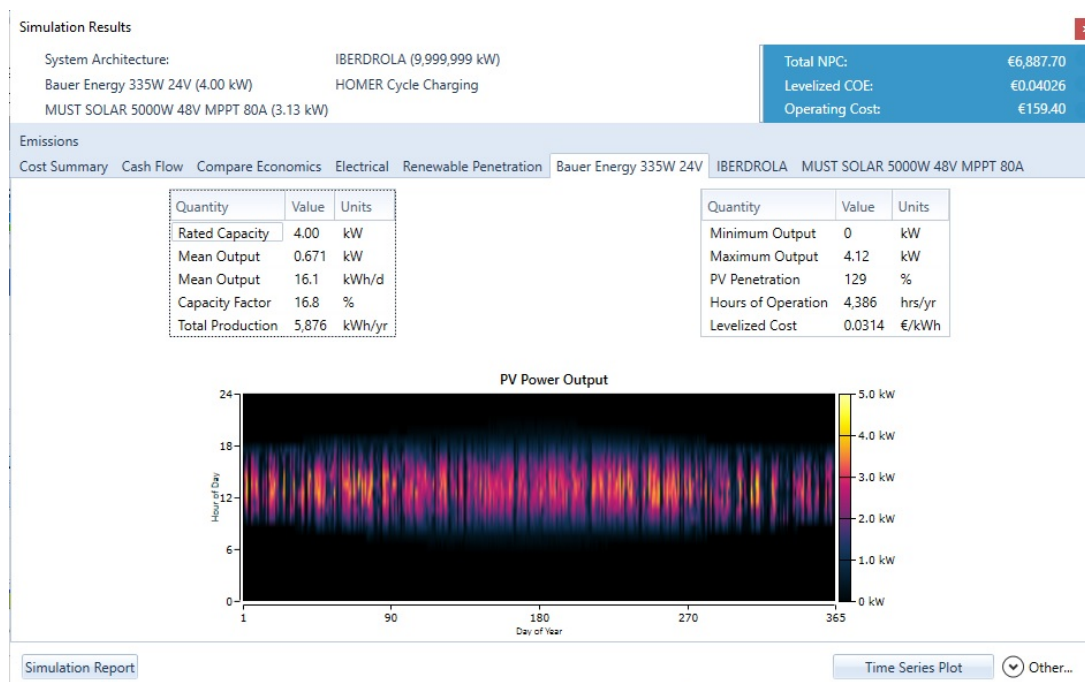 Simulation Results
System Architecture: IBERDROLA (9,999,999 kW)
Bauer Energy 335W 24V (4.00 kW) HOMER Cycle Charging
MUST SOLAR 5000W 48V MPPT 80A (3.13 kW)
Total NPC: €6,887.70
Levelized COE: €0.04026
Operating Cost: €159.40
Emissions
Cost Summary Cash Flow Compare Economics Electrical Renewable Penetration Bauer Energy 335W 24V IBERDROLA MUST SOLAR 5000W 48V MPPT 80A
Quantity Value Units
Rated Capacity 4.00 kW
Mean Output 0.671 kW
Mean Output 16.1 kWh/d
Capacity Factor 16.8 %
Total Production 5,876 kWh/yr
Quantity Value Units
Minimum Output 0 kW
Maximum Output 4.12 kW
PV Penetration 129 %
Hours of Operation 4,386 hrs/yr
Levelized Cost 0.0314 €/kWh
PV Power Output
24
18
12
6
0
Hour of Day
1 90 180 270 365
Day of Year
5.0 kW
4.0 kW
3.0 kW
2.0 kW
1.0 kW
0 kW
Simulation Report Time Series Plot Other...